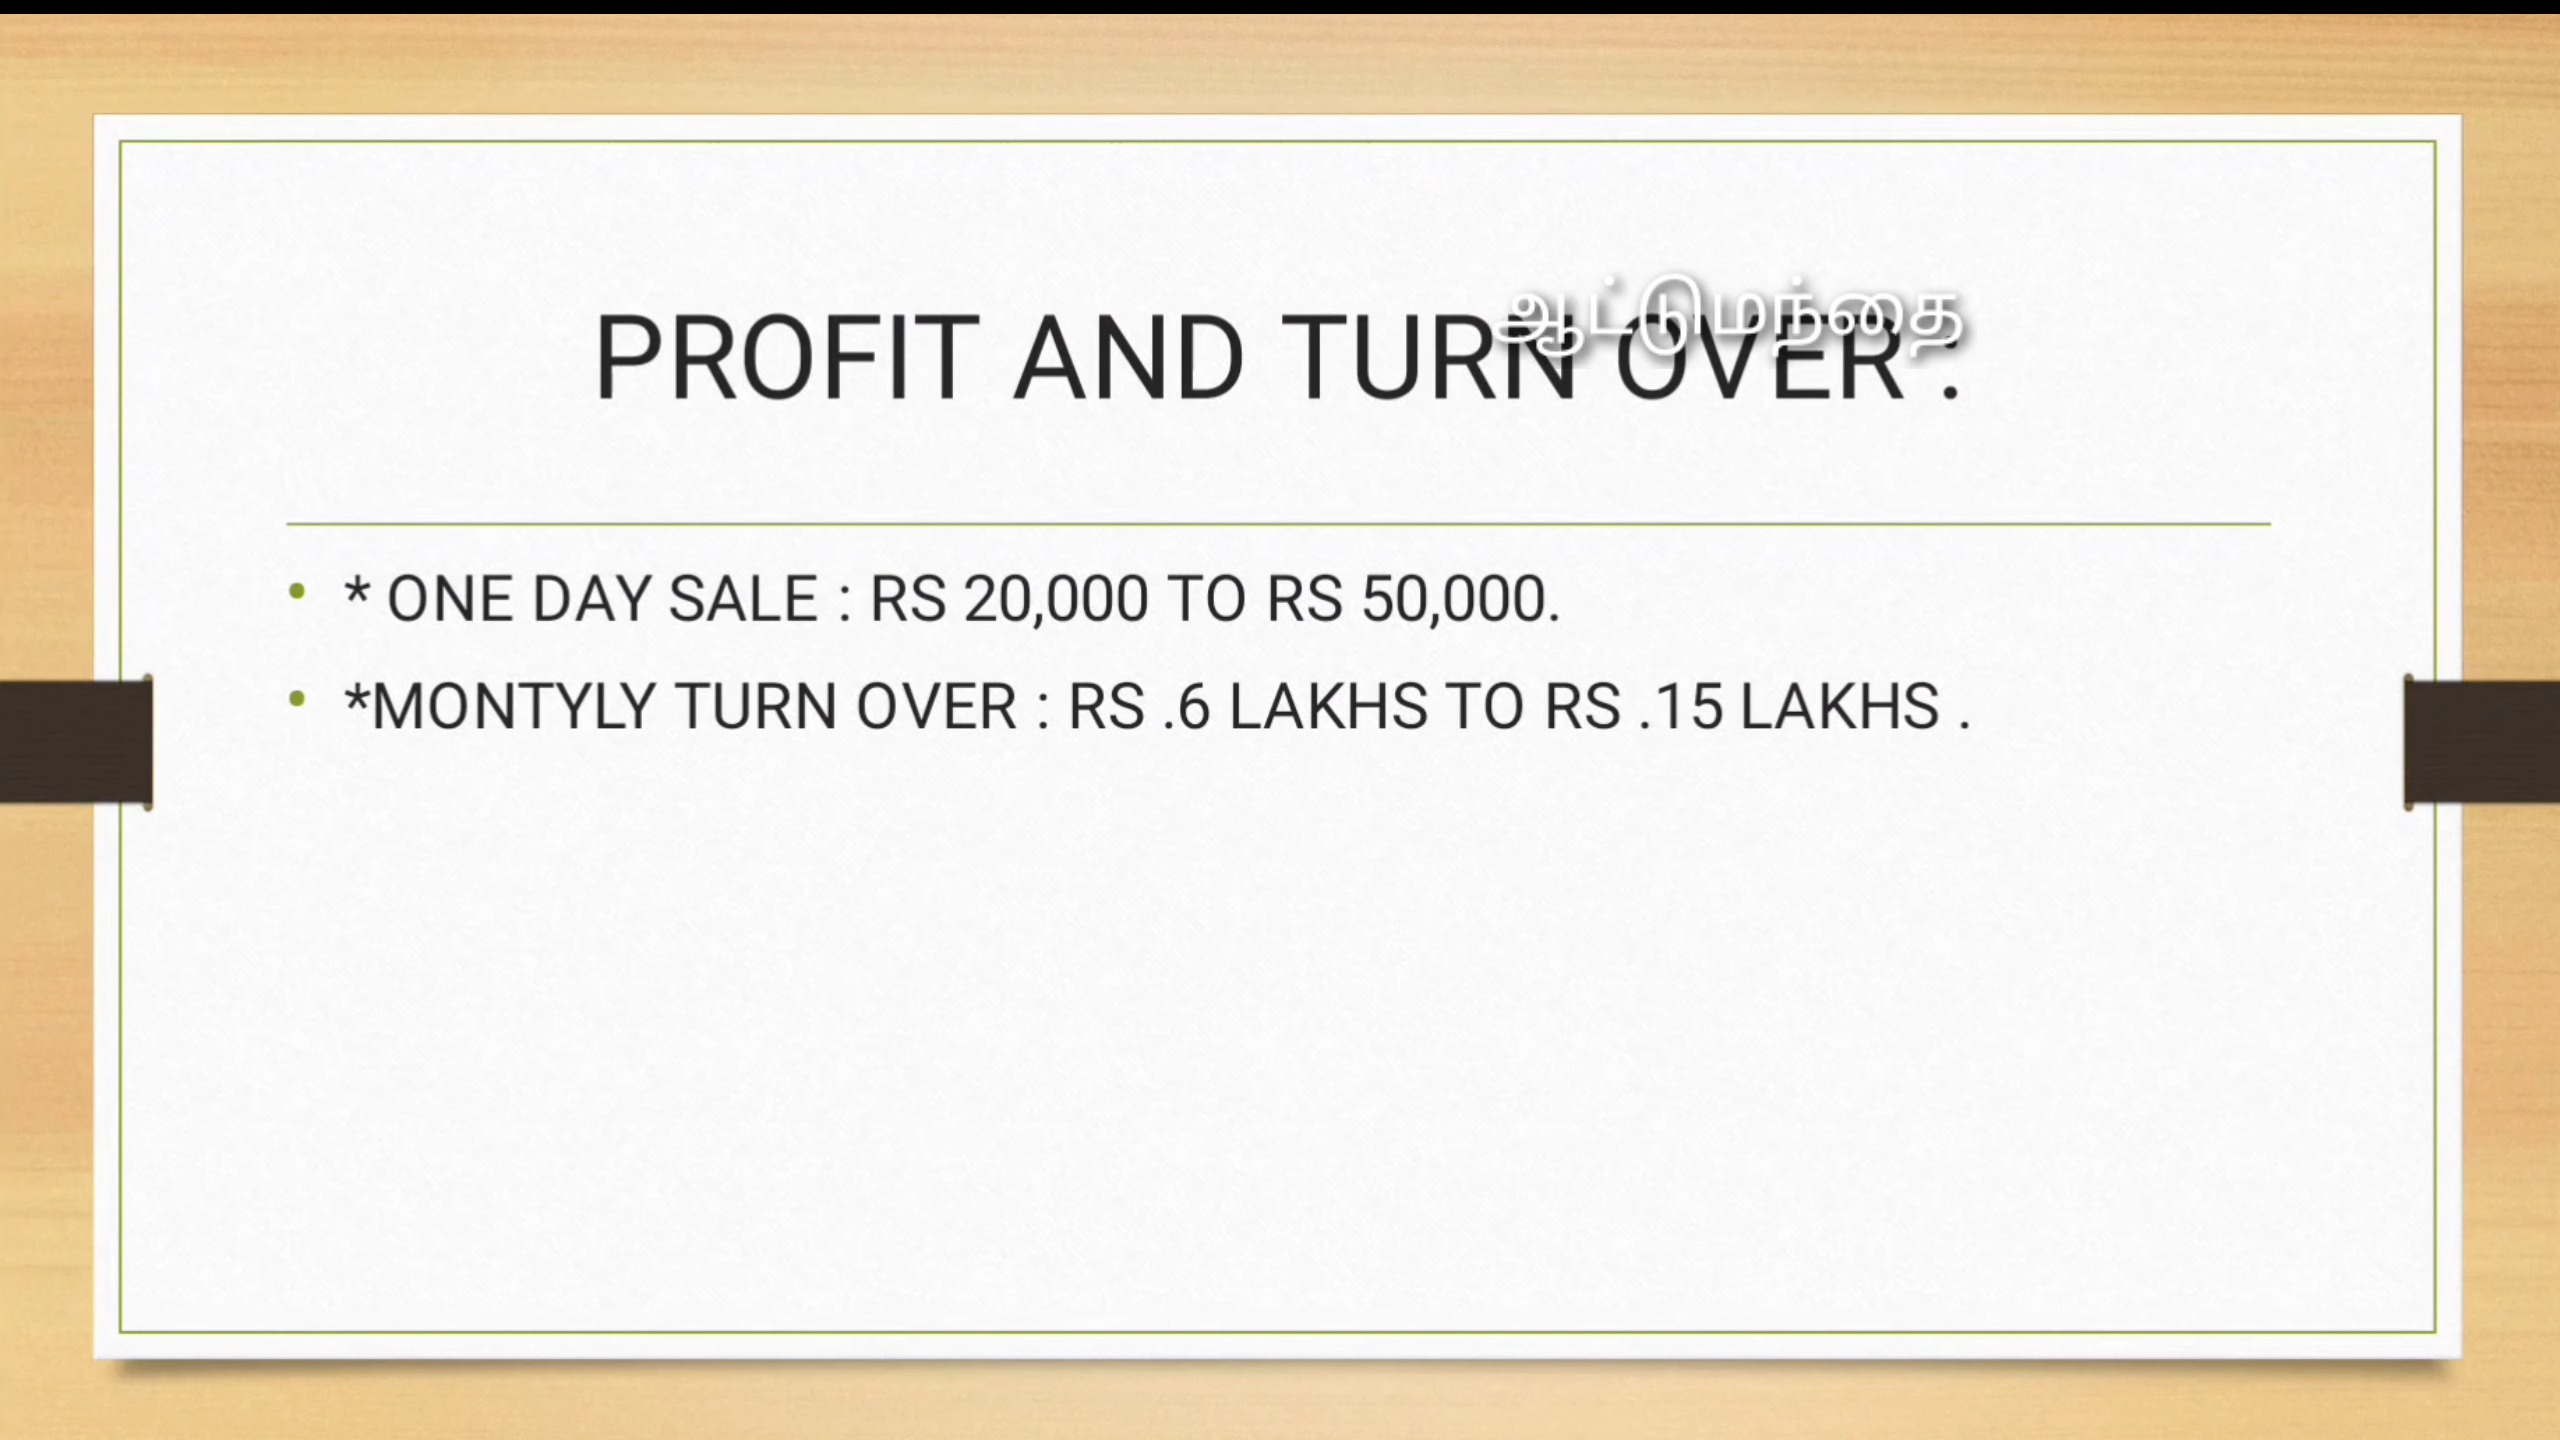 ஆட்டுமந்தை
PROFIT AND TURN OVER :
* ONE DAY SALE : RS 20,000 TO RS 50,000.
*MONTYLY TURN OVER : RS .6 LAKHS TO RS .15 LAKHS .